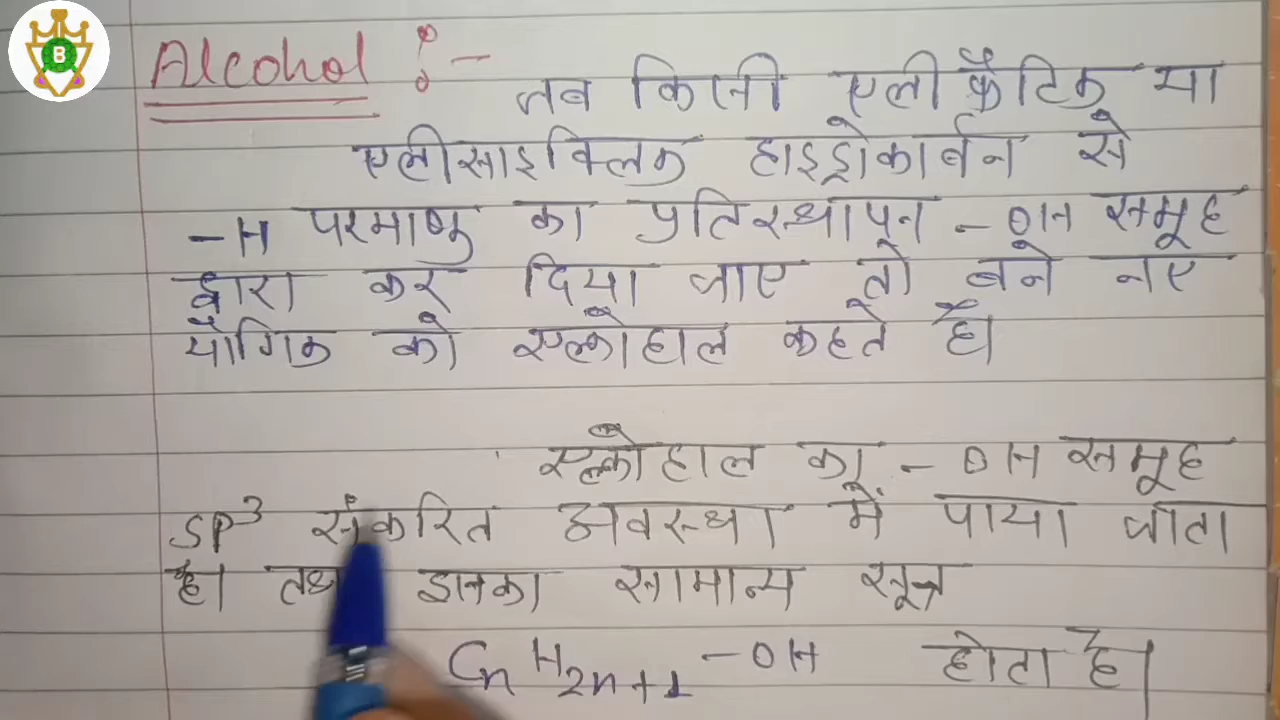 B
Alcohol :-
जब किसी एलीफैटिक या
एलीसाइक्लिक हाइड्रोकार्बन से
-H परमाणु का प्रतिस्थापन -OH समूह
द्वारा कर दिया जाए तो बने नए
यौगिक को एल्कोहाल कहते है।
एल्कोहाल का -OH समूह
SP³ संकरित अवस्था में पाया जाता
है। तथा इनका सामान्य सूत्र
CnH2n+1 -OH होता है।